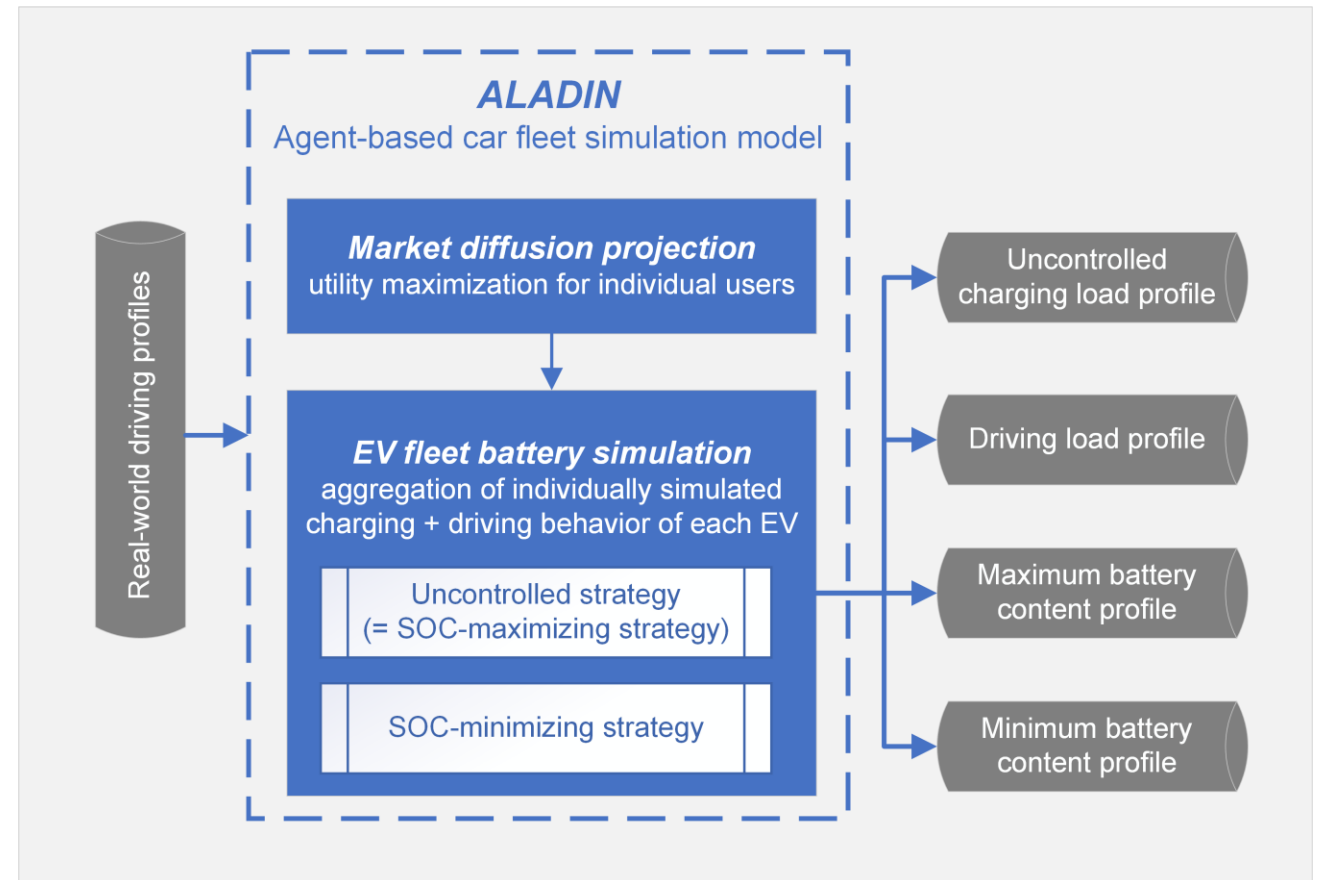 ALADIN
Agent-based car fleet simulation model
Real-world driving profiles
Market diffusion projection
utility maximization for individual users
EV fleet battery simulation
aggregation of individually simulated
charging + driving behavior of each EV
Uncontrolled strategy
(= SOC-maximizing strategy)
SOC-minimizing strategy
Uncontrolled
charging load profile
Driving load profile
Maximum battery
content profile
Minimum battery
content profile